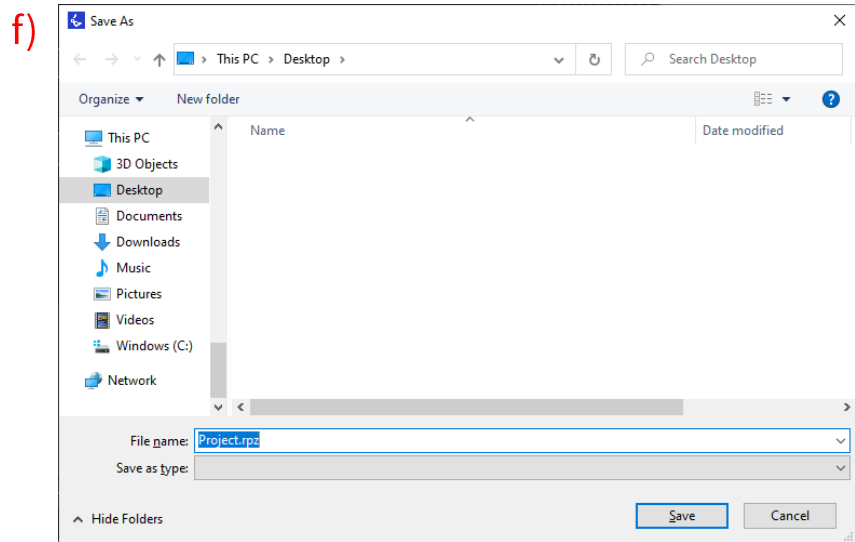 f)
Save As
This PC > Desktop >
Search Desktop
Organize
New folder
Name
Date modified
This PC
3D Objects
Desktop
Documents
Downloads
Music
Pictures
Videos
Windows (C:)
Network
File name: Project.rpz
Save as type:
Hide Folders
Save
Cancel